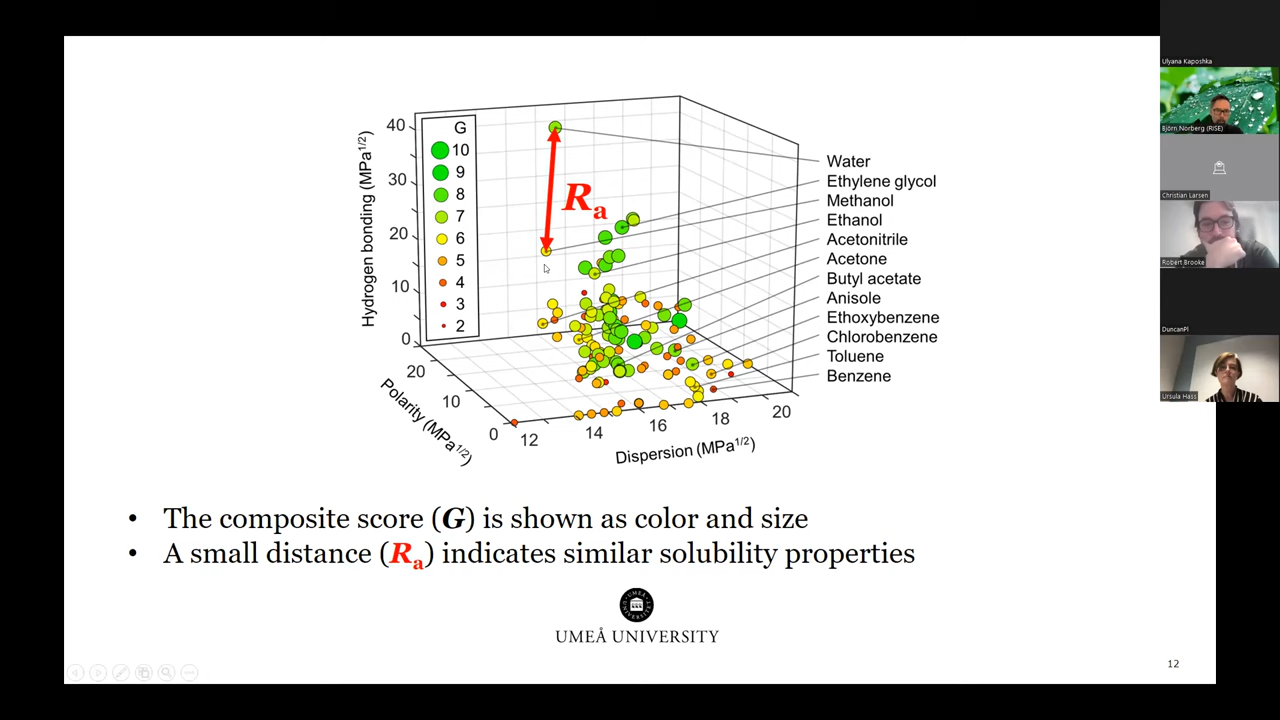 Hydrogen bonding (MPa1/2)
40
30
20
10
0
G
10
9
8
7
6
5
4
3
2
Ra
Water
Ethylene glycol
Methanol
Ethanol
Acetonitrile
Acetone
Butyl acetate
Anisole
Ethoxybenzene
Chlorobenzene
Toluene
Benzene
20
10
0
Polarity (MPa1/2)
12
14
16
18
20
Dispersion (MPa1/2)
• The composite score (G) is shown as color and size
• A small distance (Ra) indicates similar solubility properties
UMEÅ UNIVERSITY
12
Ulyana Kaposhka
Björn Norberg (RISE)
Christian Larsen
Robert Brooke
DuncanPl
Ursula Hass